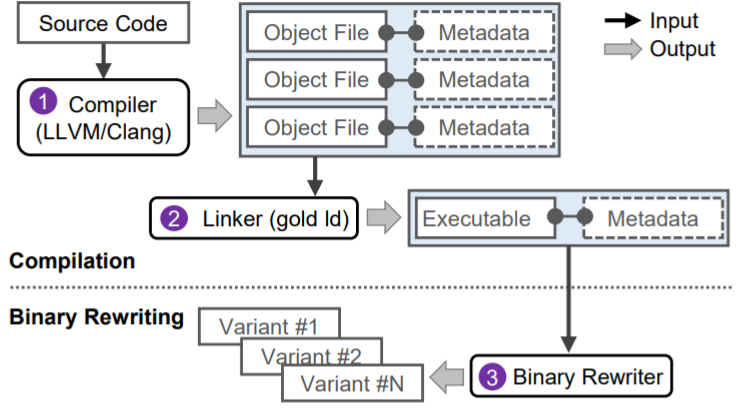 Source Code
1 Compiler
(LLVM/Clang)
Object File
Metadata
Object File
Metadata
Object File
Metadata
Input
Output
2 Linker (gold ld)
Executable
Metadata
Compilation
Binary Rewriting
Variant #1
Variant #2
Variant #N
3 Binary Rewriter